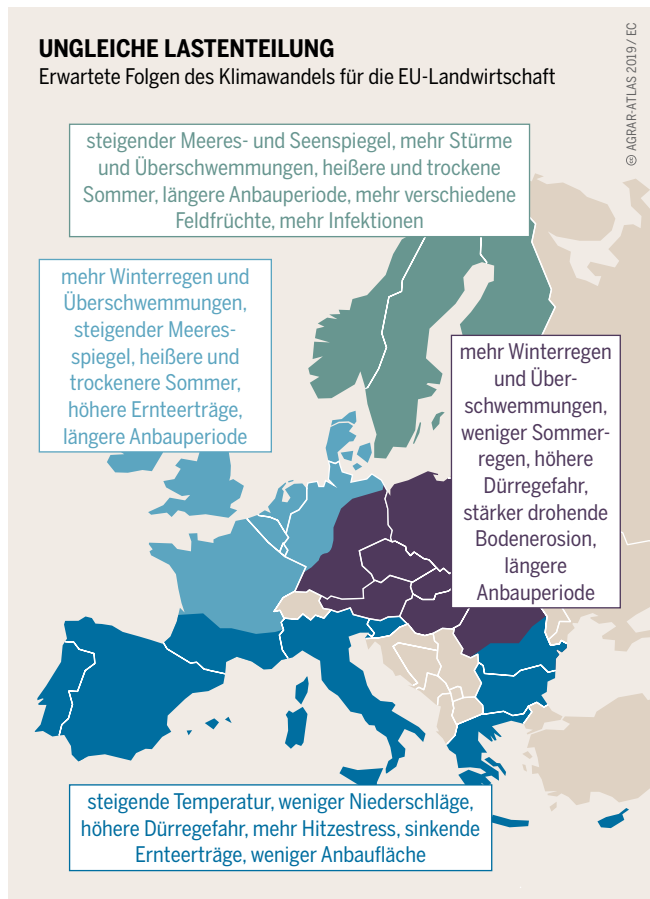 UNGLEICHE LASTENTEILUNG
Erwartete Folgen des Klimawandels für die EU-Landwirtschaft
steigender Meeres- und Seenspiegel, mehr Stürme
und Überschwemmungen, heißere und trockene
Sommer, längere Anbauperiode, mehr verschiedene
Feldfrüchte, mehr Infektionen
mehr Winterregen und
Überschwemmungen,
steigender Meeres-
spiegel, heißere und
trockenere Sommer,
höhere Ernteerträge,
längere Anbauperiode
mehr Winterregen
und Über-
schwemmungen,
weniger Sommer-
regen, höhere
Dürregefahr,
stärker drohende
Bodenerosion,
längere
Anbauperiode
steigende Temperatur, weniger Niederschläge,
höhere Dürregefahr, mehr Hitzestress, sinkende
Ernteerträge, weniger Anbaufläche
cc AGRAR-ATLAS 2019 / EC